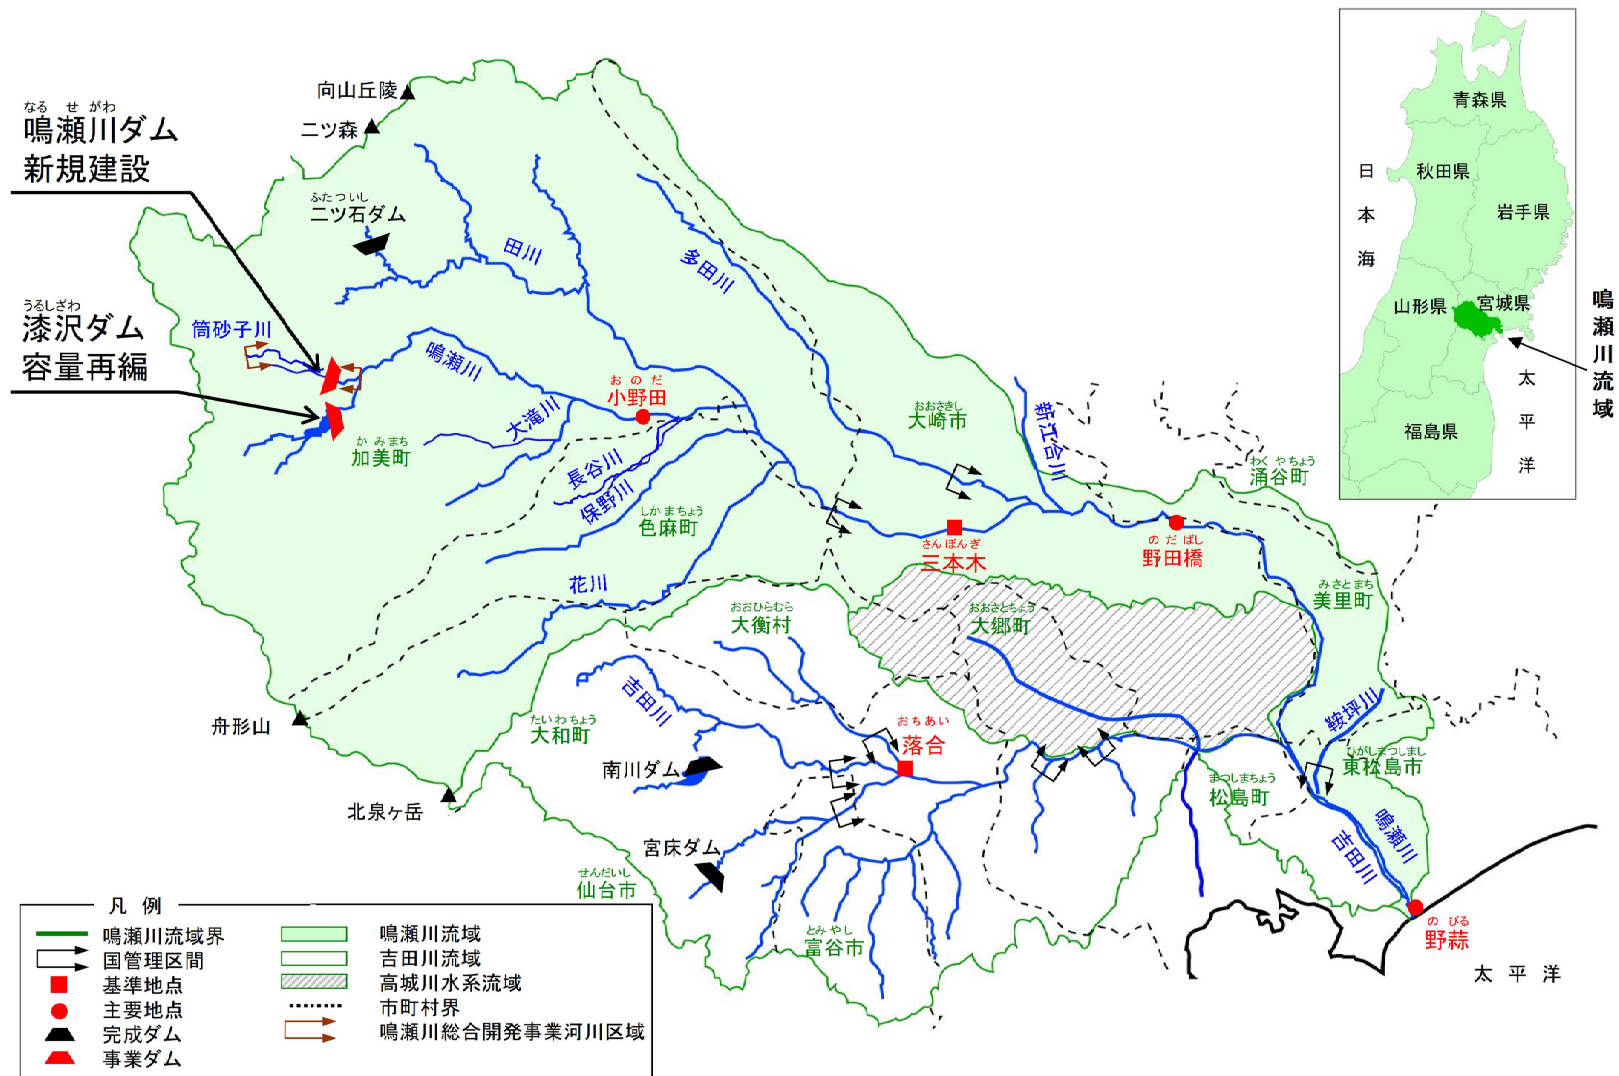 なる せ がわ
鳴瀬川ダム
新規建設
うるしざわ
漆沢ダム
容量再編
向山丘陵
二ツ森
ふたついし
二ツ石ダム
田川
多田川
筒砂子川
鳴瀬川
大滝川
おのだ
小野田
かみまち
加美町
長谷川
保野川
しかまちょう
色麻町
花川
おおさきし
大崎市
新江合川
わくやちょう
涌谷町
さんぼんぎ
三本木
のだばし
野田橋
みさとまち
美里町
おおひらむら
大衡村
おおさとちょう
大郷町
舟形山
吉田川
たいわちょう
大和町
おちあい
落合
南川ダム
鞍坪川
ひがしまつしまし
東松島市
まつしまちょう
松島町
北泉ヶ岳
宮床ダム
せんだいし
仙台市
とみやし
富谷市
鳴瀬川
吉田川
のびる
野蒜
太平洋
青森県
秋田県
岩手県
日本海
山形県
宮城県
福島県
太平洋
鳴瀬川流域
凡例
鳴瀬川流域界
国管理区間
基準地点
主要地点
完成ダム
事業ダム
鳴瀬川流域
吉田川流域
高城川水系流域
市町村界
鳴瀬川総合開発事業河川区域